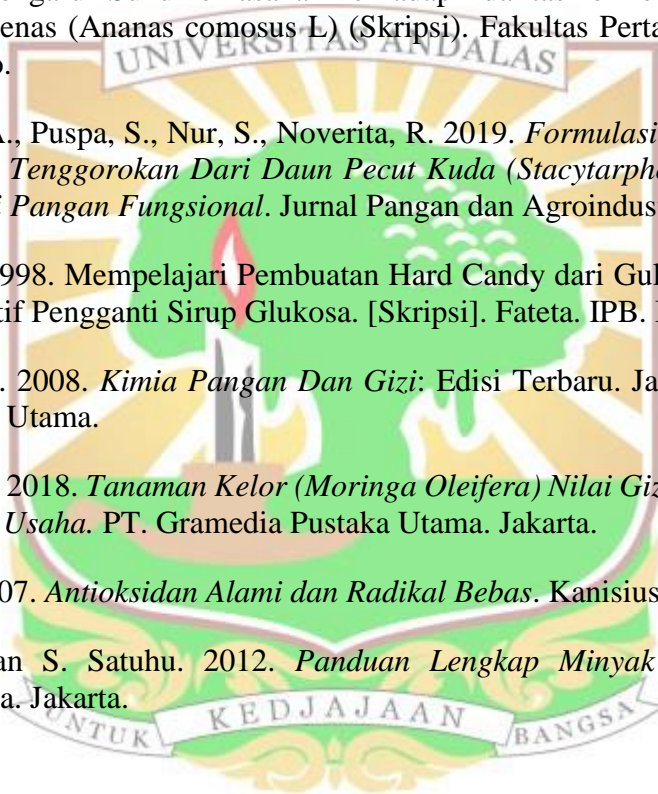 enas (Ananas comosus L) (Skripsi). Fakultas Perta
UNIVERSITAS ANDALAS
A., Puspa, S., Nur, S., Noverita, R. 2019. Formulasi
Tenggorokan Dari Daun Pecut Kuda (Stacytarph
Pangan Fungsional. Jurnal Pangan dan Agroindus
998. Mempelajari Pembuatan Hard Candy dari Gul
tif Pengganti Sirup Glukosa. [Skripsi]. Fateta. IPB.
. 2008. Kimia Pangan Dan Gizi: Edisi Terbaru. Ja
Utama.
2018. Tanaman Kelor (Moringa Oleifera) Nilai Giz
Usaha. PT. Gramedia Pustaka Utama. Jakarta.
07. Antioksidan Alami dan Radikal Bebas. Kanisius
an S. Satuhu. 2012. Panduan Lengkap Minyak
a. Jakarta.
UNTUK KEDJAJAAN BANGSA